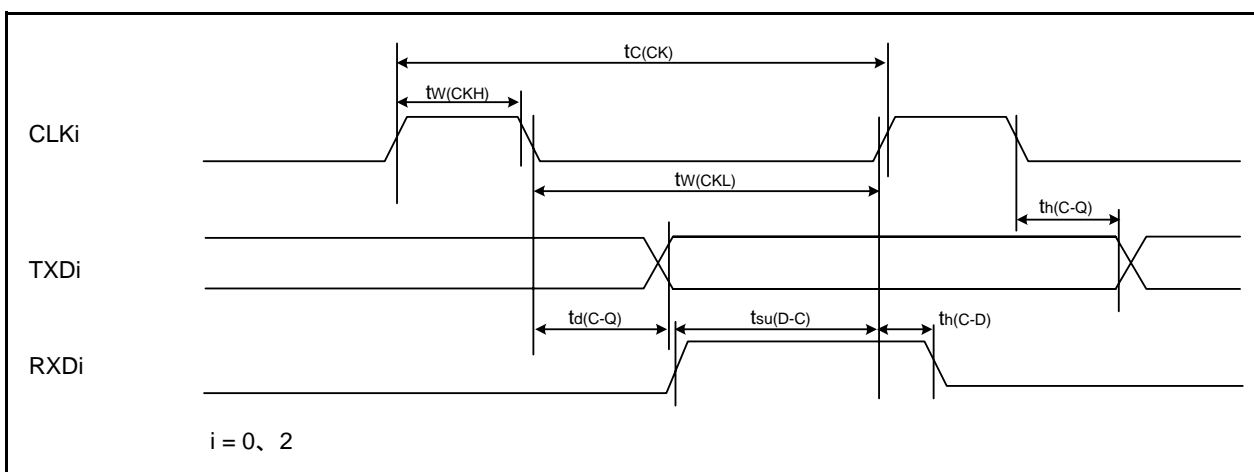 tC(CK)
tW(CKH)
CLKi
tW(CKL)
th(C-Q)
TXDi
td(C-Q)
tsu(D-C)
th(C-D)
RXDi
i = 0、2